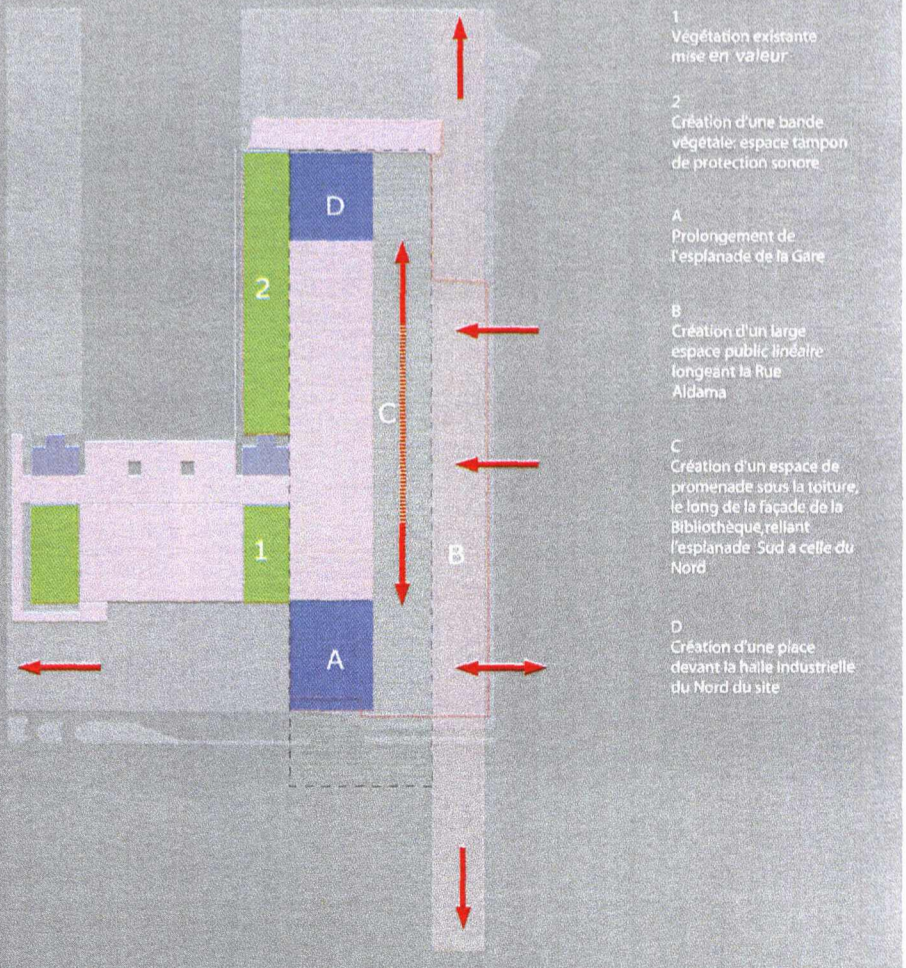 D
2
C
1
B
A
1
Végétation existante
mise en valeur
2
Création d'une bande
végétale: espace tampon
de protection sonore
A
Prolongement de
l'esplanade de la Gare
B
Création d'un large
espace public linéaire
longeant la Rue
Aldama
C
Création d'un espace de
promenade sous la toiture,
le long de la façade de la
Bibliothèque,reliant
l'esplanade Sud a celle du
Nord
D
Création d'une place
devant la halle industrielle
du Nord du site